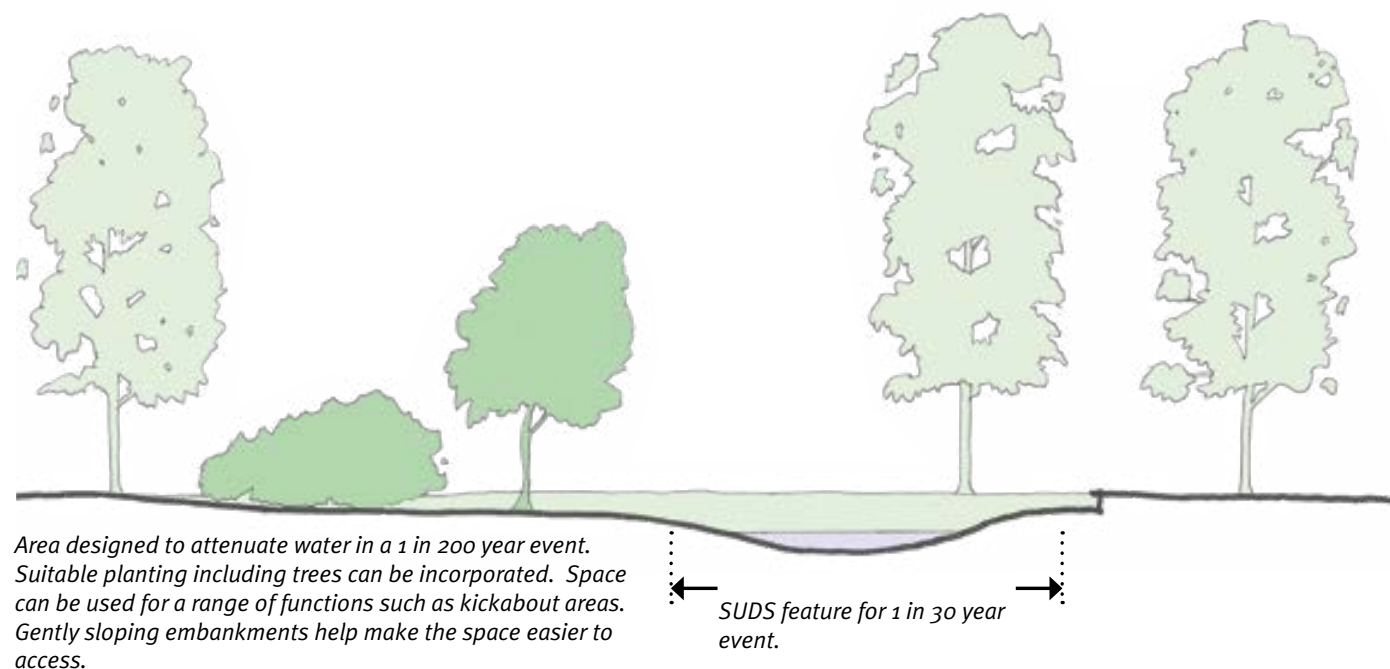 Area designed to attenuate water in a 1 in 200 year event.
Suitable planting including trees can be incorporated.  Space
can be used for a range of functions such as kickabout areas.
Gently sloping embankments help make the space easier to
access.
SUDS feature for 1 in 30 year
event.